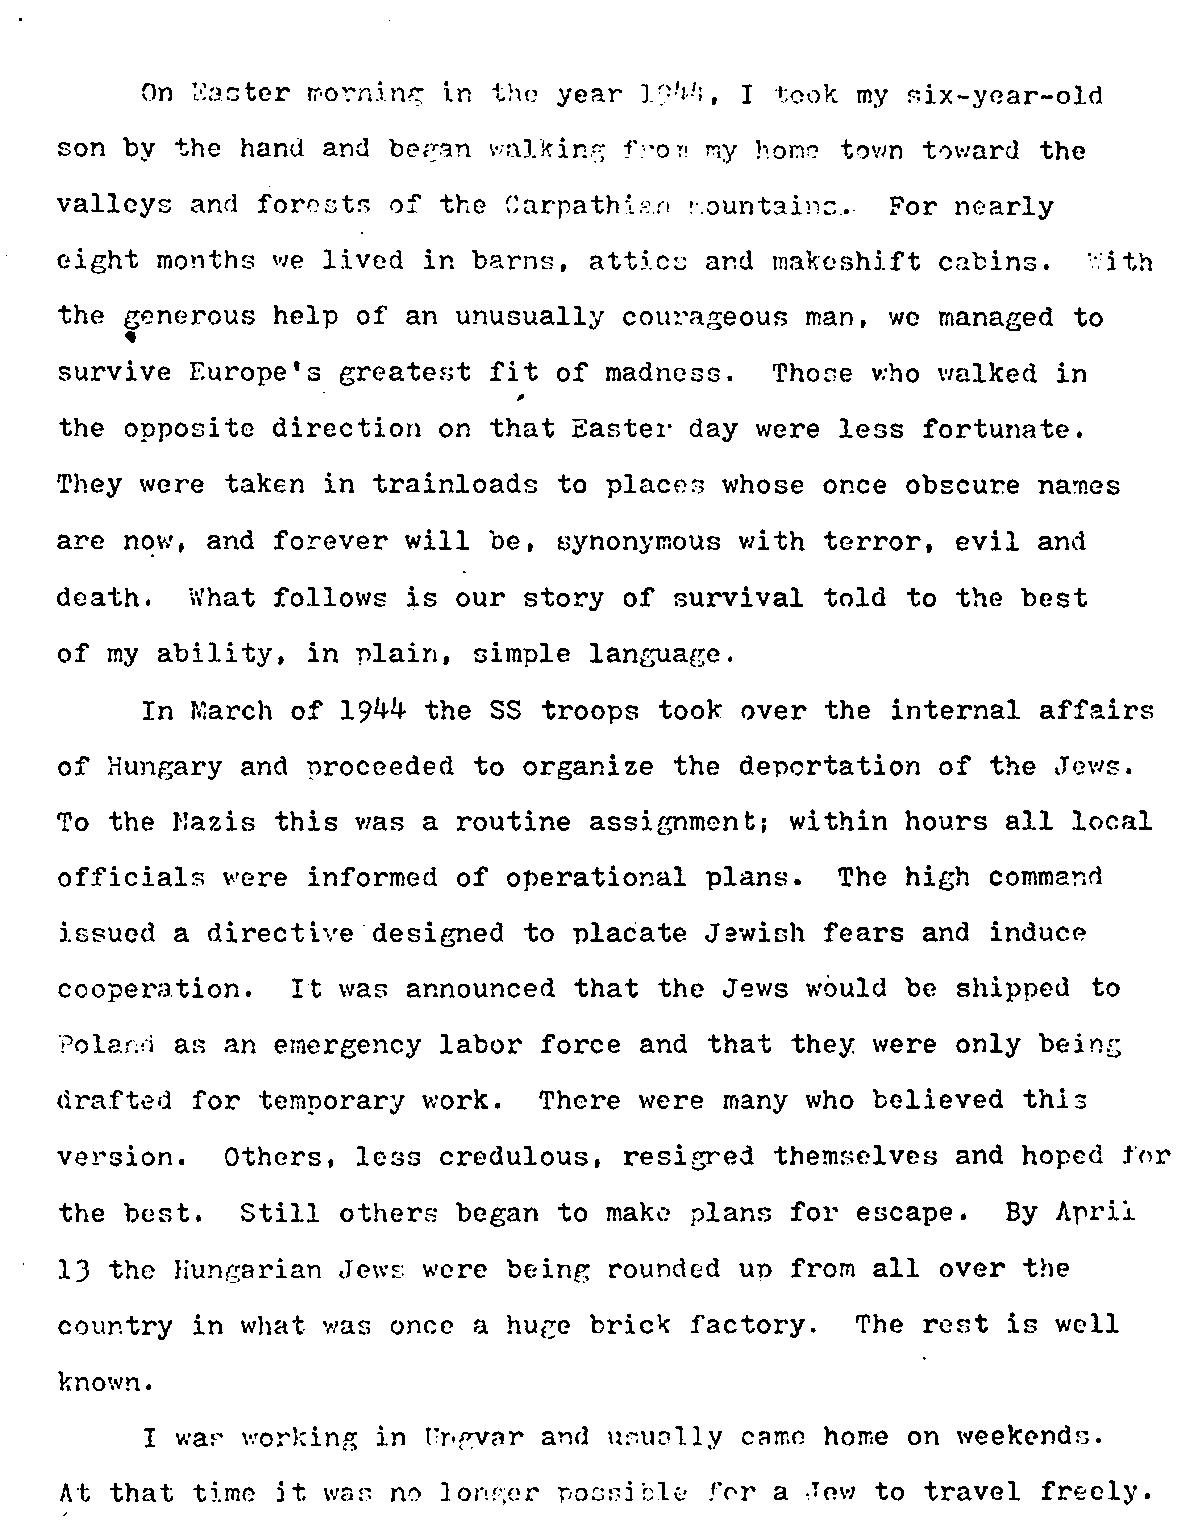 On Easter morning in the year 1944, I took my six-year-old
son by the hand and began walking from my home town toward the
valleys and forests of the Carpathian mountains. For nearly
eight months we lived in barns, attics and makeshift cabins. With
the generous help of an unusually courageous man, we managed to
survive Europe's greatest fit of madness. Those who walked in
the opposite direction on that Easter day were less fortunate.
They were taken in trainloads to places whose once obscure names
are now, and forever will be, synonymous with terror, evil and
death. What follows is our story of survival told to the best
of my ability, in plain, simple language.
In March of 1944 the SS troops took over the internal affairs
of Hungary and proceeded to organize the deportation of the Jews.
To the Nazis this was a routine assignment; within hours all local
officials were informed of operational plans. The high command
issued a directive designed to placate Jewish fears and induce
cooperation. It was announced that the Jews would be shipped to
Poland as an emergency labor force and that they were only being
drafted for temporary work. There were many who believed this
version. Others, less credulous, resigned themselves and hoped for
the best. Still others began to make plans for escape. By April
13 the Hungarian Jews were being rounded up from all over the
country in what was once a huge brick factory. The rest is well
known.
I was working in Ungvar and usually came home on weekends.
At that time it was no longer possible for a Jew to travel freely.